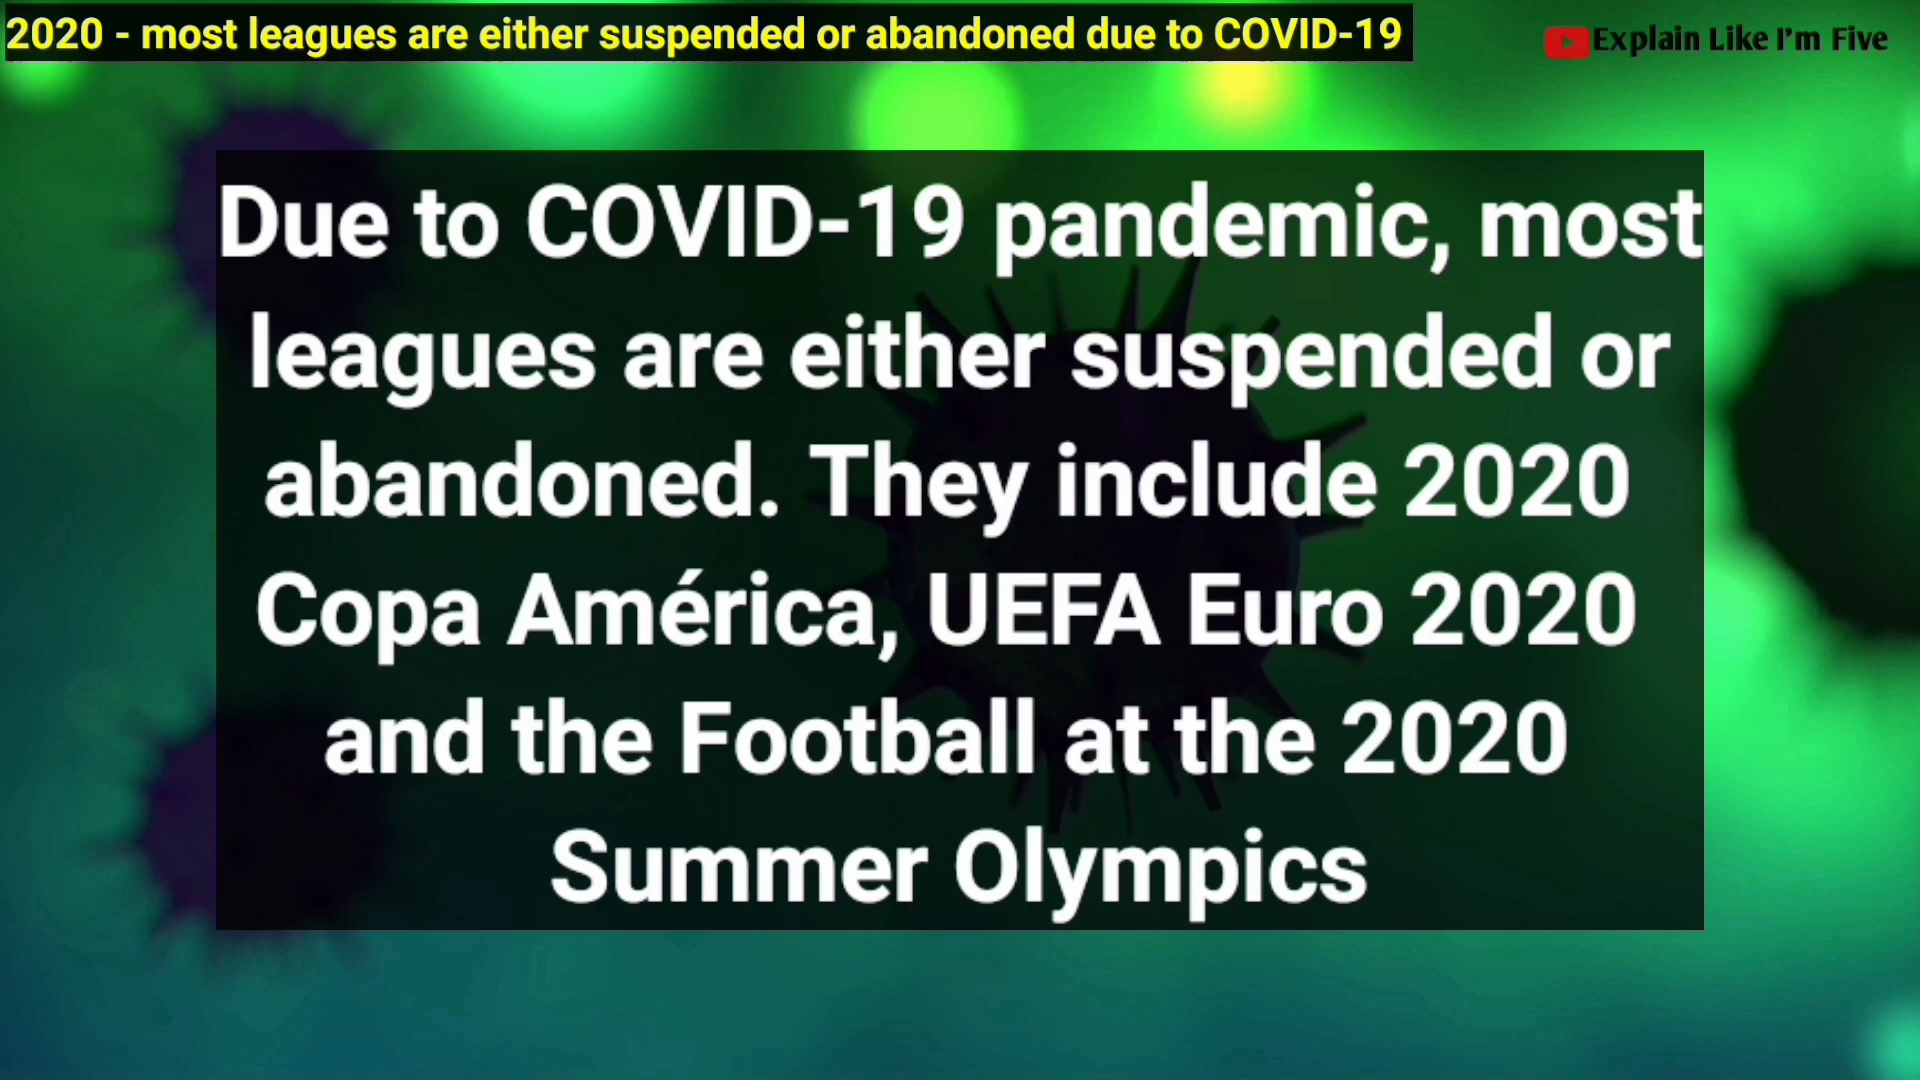 2020 - most leagues are either suspended or abandoned due to COVID-19
Explain Like I'm Five
Due to COVID-19 pandemic, most
leagues are either suspended or
abandoned. They include 2020
Copa América, UEFA Euro 2020
and the Football at the 2020
Summer Olympics